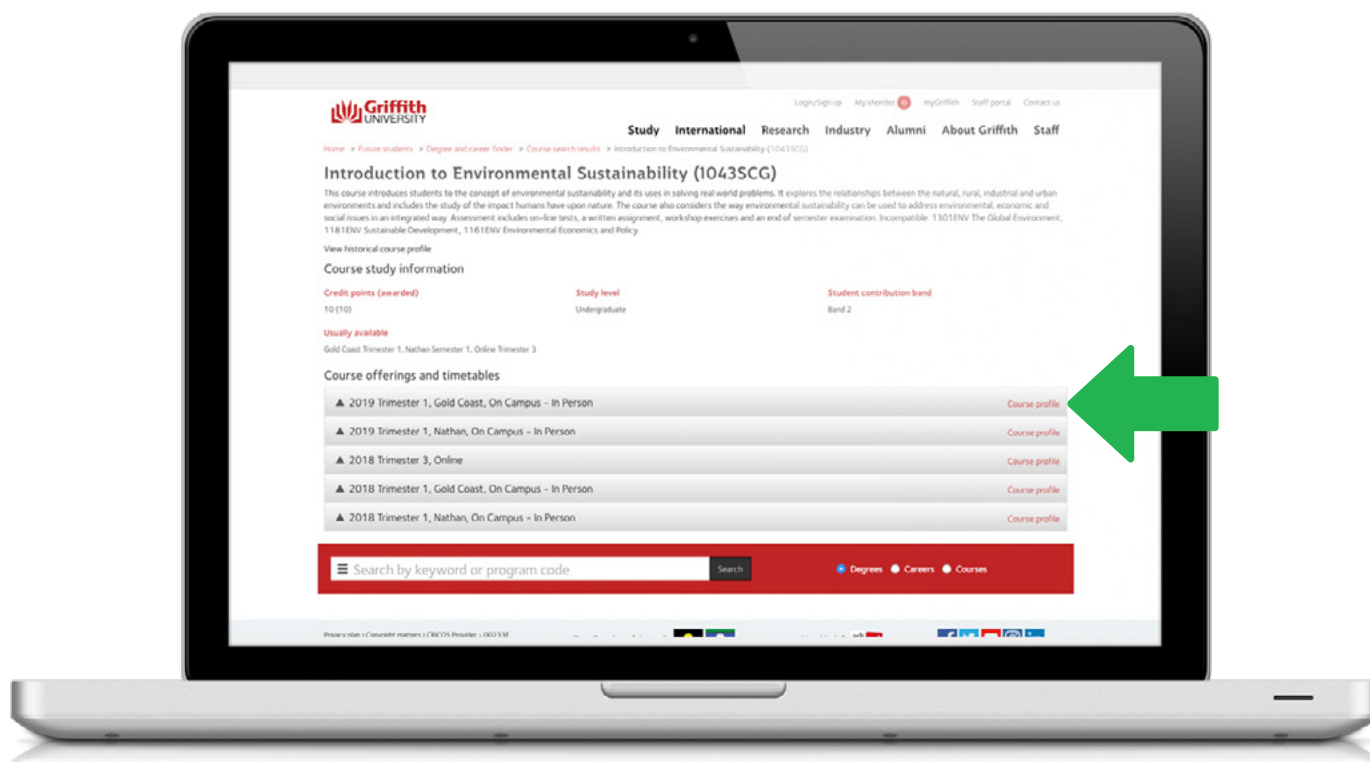 Griffith
UNIVERSITY
Login/Sign up My shortlist 0 myGriffith Staff portal Contact us
Study International Research Industry Alumni About Griffith Staff
Home > Future students > Degree and career finder > Course search results > Introduction to Environmental Sustainability (1043SCG)
Introduction to Environmental Sustainability (1043SCG)
This course introduces students to the concept of environmental sustainability and its uses in solving real world problems. It explores the relationships between the natural, rural, industrial and urban
environments and includes the study of the impact humans have upon nature. The course also considers the way environmental sustainability can be used to address environmental, economic and
social issues in an integrated way. Assessment includes on-line tests, a written assignment, workshop exercises and an end of semester examination. Incompatible: 1301ENV The Global Environment,
1181ENV Sustainable Development, 1161ENV Environmental Economics and Policy.
View historical course profile
Course study information
Credit points (awarded) Study level Student contribution band
10 (10) Undergraduate Band 2
Usually available
Gold Coast Trimester 1, Nathan Semester 1, Online Trimester 3
Course offerings and timetables
2019 Trimester 1, Gold Coast, On Campus - In Person Course profile
2019 Trimester 1, Nathan, On Campus - In Person Course profile
2018 Trimester 3, Online Course profile
2018 Trimester 1, Gold Coast, On Campus - In Person Course profile
2018 Trimester 1, Nathan, On Campus - In Person Course profile
Search by keyword or program code Search Degrees Careers Courses
Privacy plan | Copyright matters | CRICOS Provider - 00233E